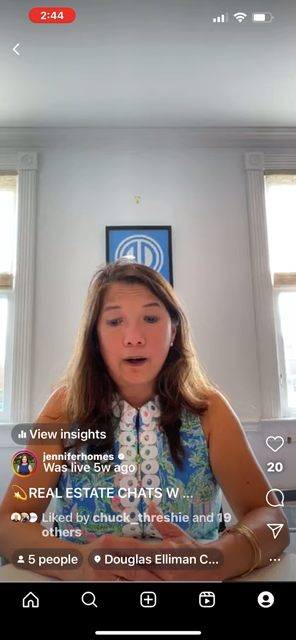 2:44
View insights
jenniferhomes
Was live 5w ago
REAL ESTATE CHATS W ...
20
Liked by chuck_threshie and 19
others
5 people
Douglas Elliman C...